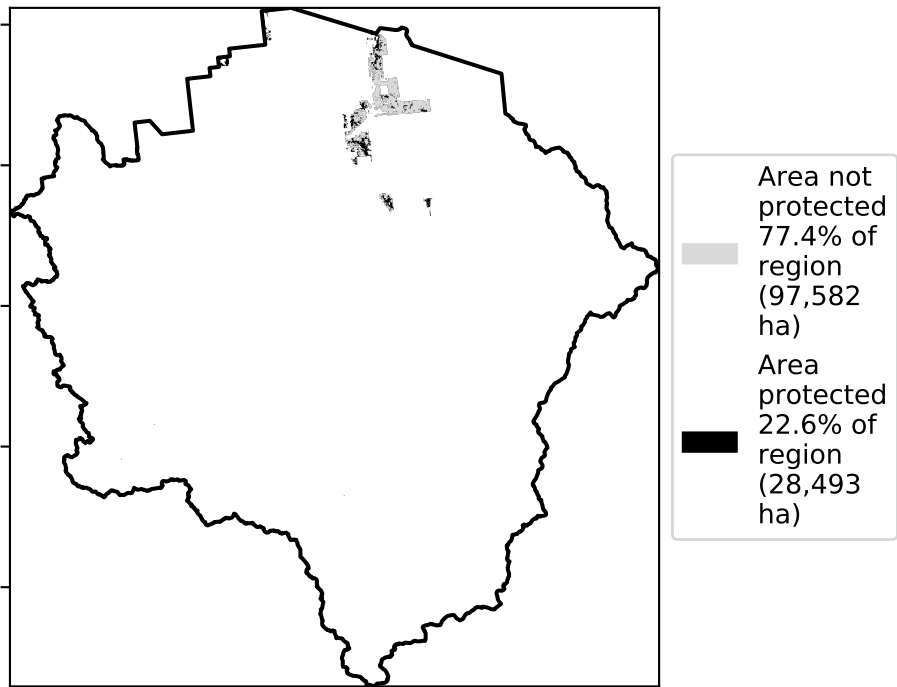 Area not
protected
77.4% of
region
(97,582
ha)
Area
protected
22.6% of
region
(28,493
ha)